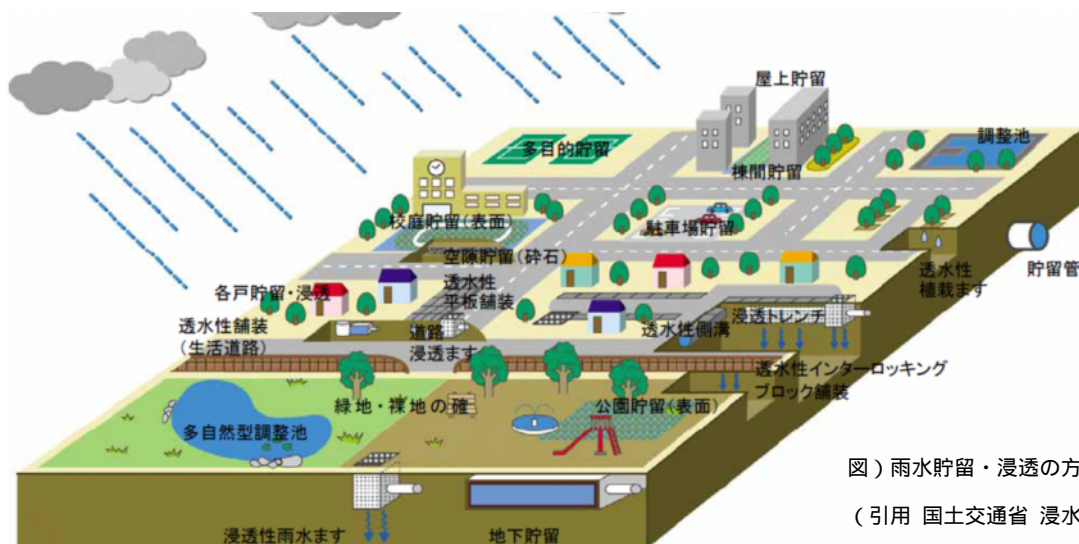 屋上貯留
多目的貯留
調整池
棟間貯留
校庭貯留(表面)
駐車場貯留
空隙貯留(砕石)
透水性
平板舗装
各戸貯留・浸透
透水性
植栽ます
貯留管
透水性舗装
(生活道路)
道路
浸透ます
透水性側溝
浸透トレンチ
透水性インターロッキング
ブロック舗装
緑地・裸地の確
公園貯留(表面)
多自然型調整池
浸透性雨水ます
地下貯留
図)雨水貯留・浸透の方
(引用 国土交通省 浸水